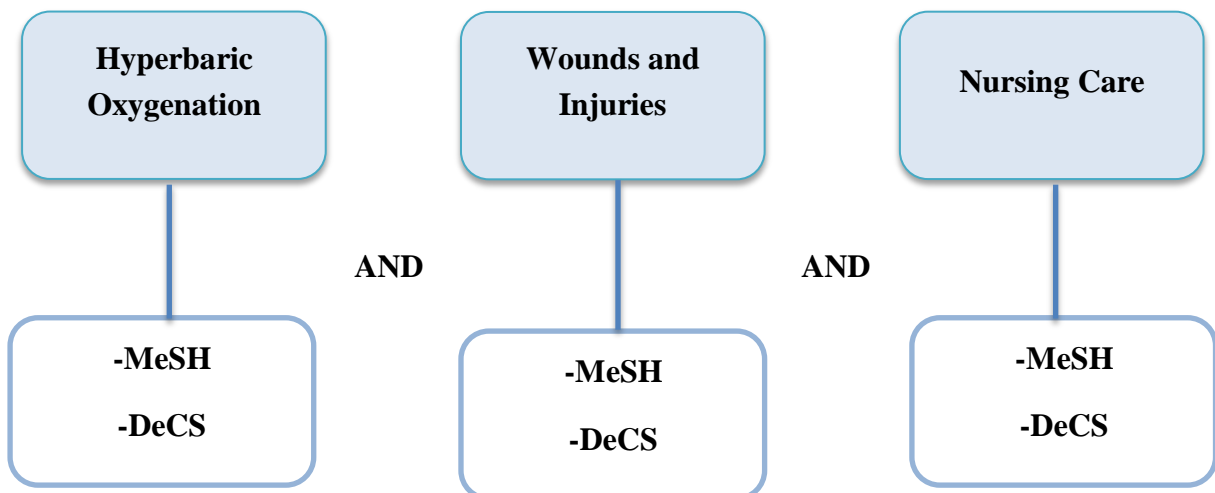 Hyperbaric
Oxygenation
Wounds and
Injuries
Nursing Care
AND
AND
-MeSH
-DeCS
-MeSH
-DeCS
-MeSH
-DeCS